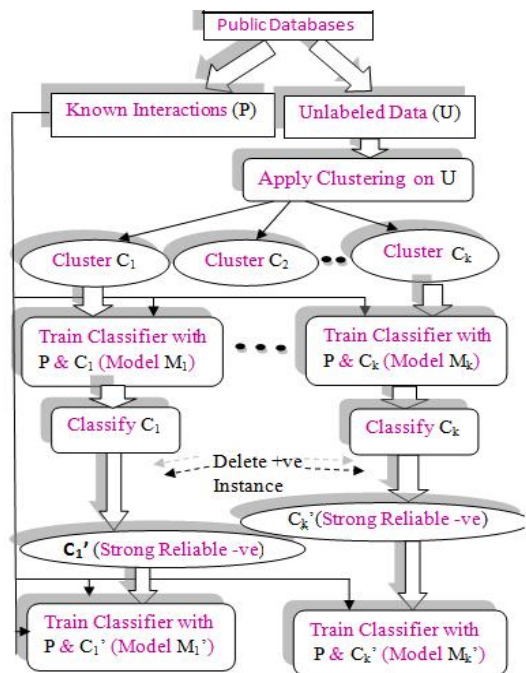 Public Databases
Known Interactions (P)
Unlabeled Data (U)
Apply Clustering on U
Cluster C₁
Cluster C₂
Cluster Cₖ
Train Classifier with
P & C₁ (Model M₁)
Train Classifier with
P & Cₖ (Model Mₖ)
Classify C₁
Classify Cₖ
Delete +ve
Instance
C₁’ (Strong Reliable -ve)
Cₖ’(Strong Reliable -ve)
Train Classifier with
P & C₁’ (Model M₁’)
Train Classifier with
P & Cₖ’ (Model Mₖ’)